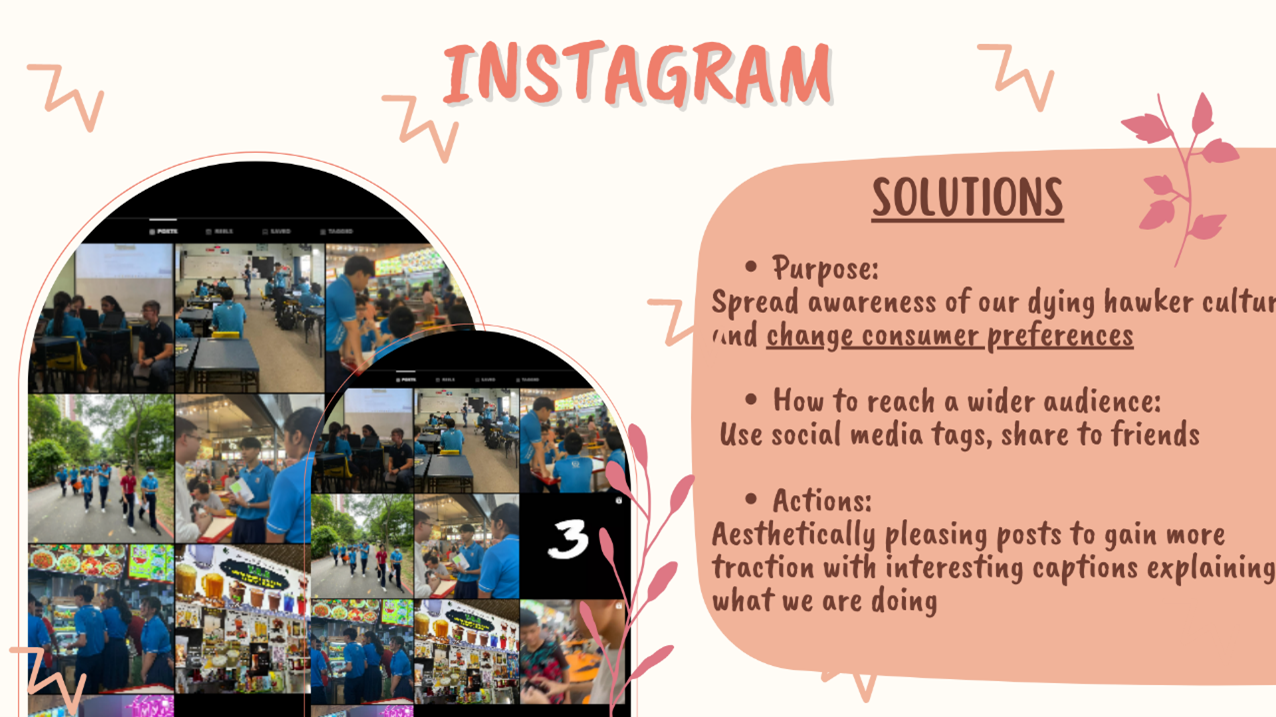 INSTAGRAM
SOLUTIONS
• Purpose:
Spread awareness of our dying hawker cultur
and change consumer preferences
• How to reach a wider audience:
Use social media tags, share to friends
• Actions:
Aesthetically pleasing posts to gain more
traction with interesting captions explaining
what we are doing
POSTS REELS SAVED TAGGED
POSTS REELS SAVED TAGGED
3